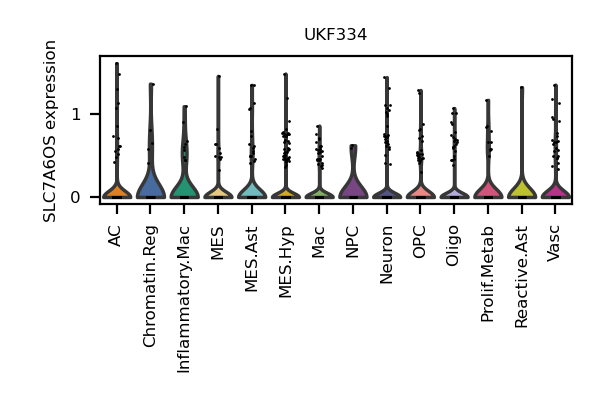 UKF334
SLC7A6OS expression
1
0
AC
Chromatin.Reg
Inflammatory.Mac
MES
MES.Ast
MES.Hyp
Mac
NPC
Neuron
OPC
Oligo
Prolif.Metab
Reactive.Ast
Vasc